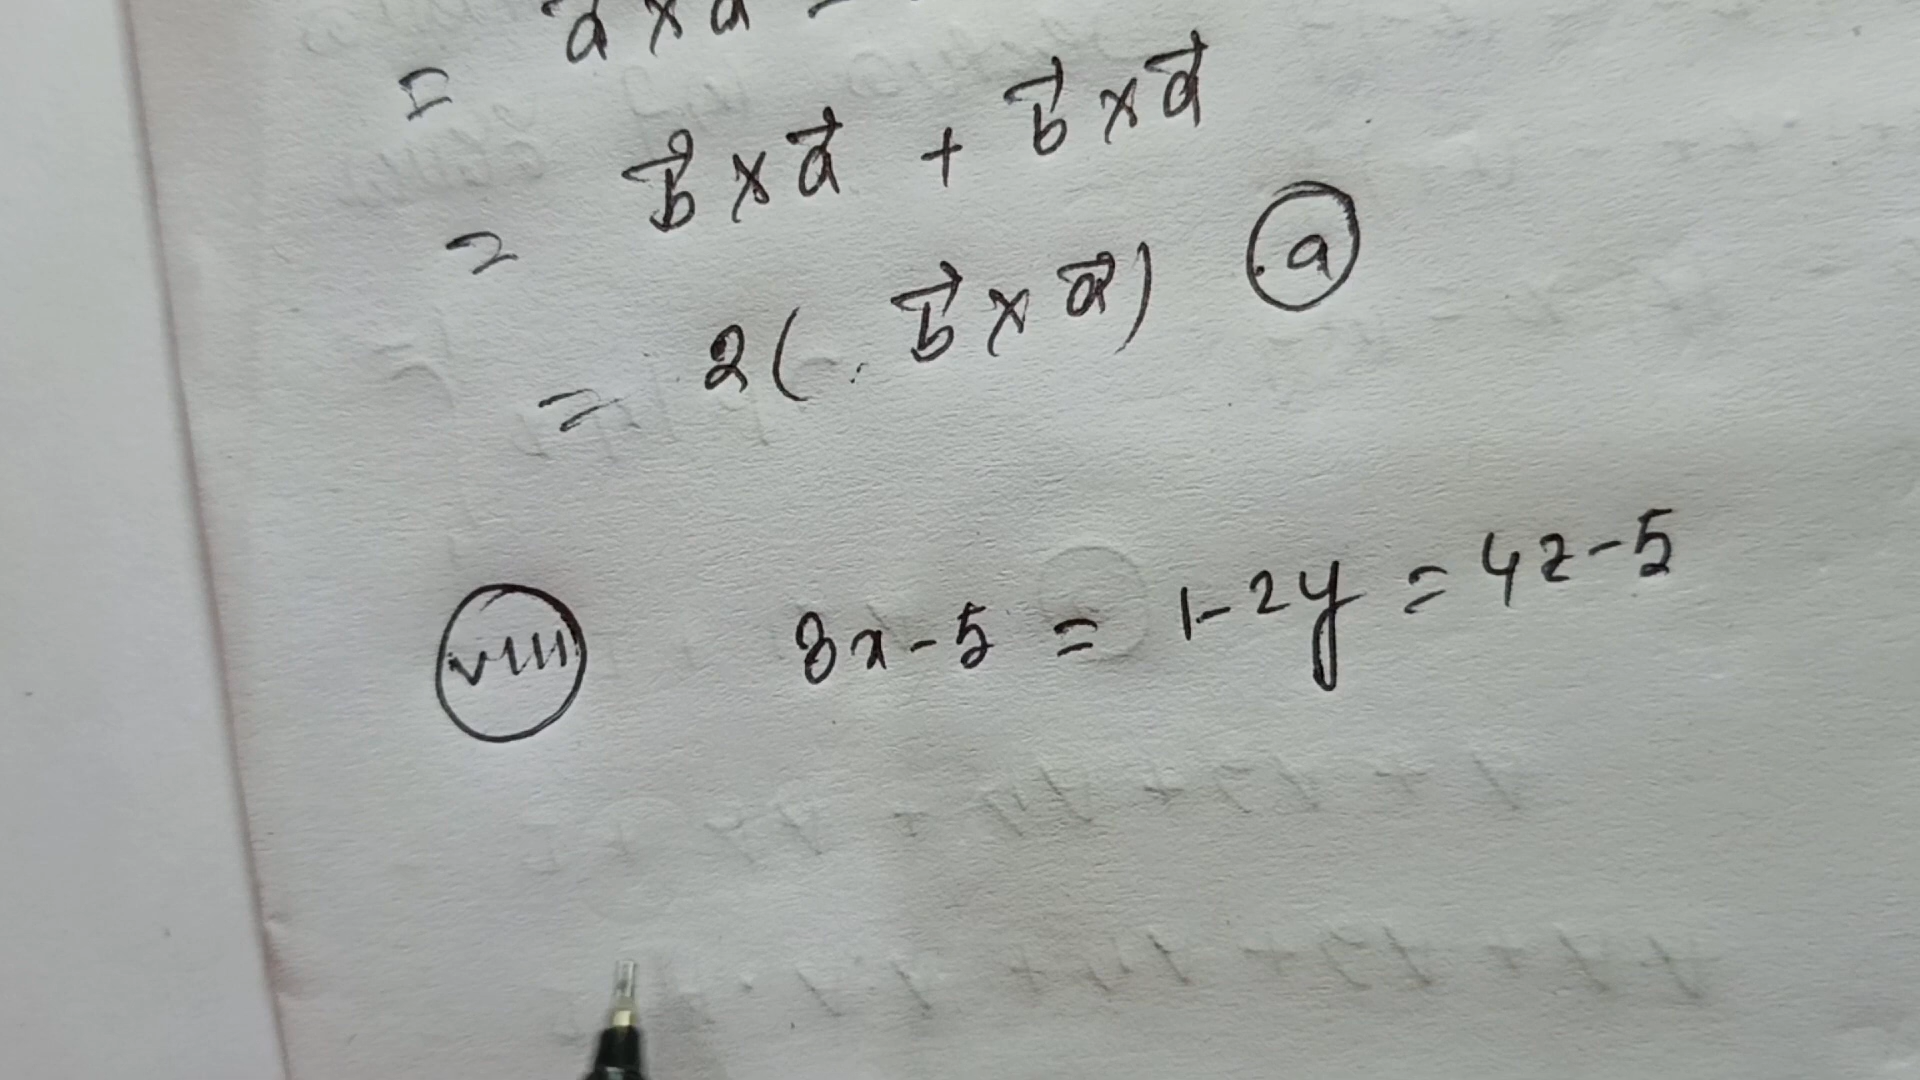 = a⃗ × a⃗ -
= b⃗ × a⃗ + b⃗ × a⃗
= 2( b⃗ × a⃗ ) (a)
(viii) 3x - 5 = 1 - 2y = 4z - 5